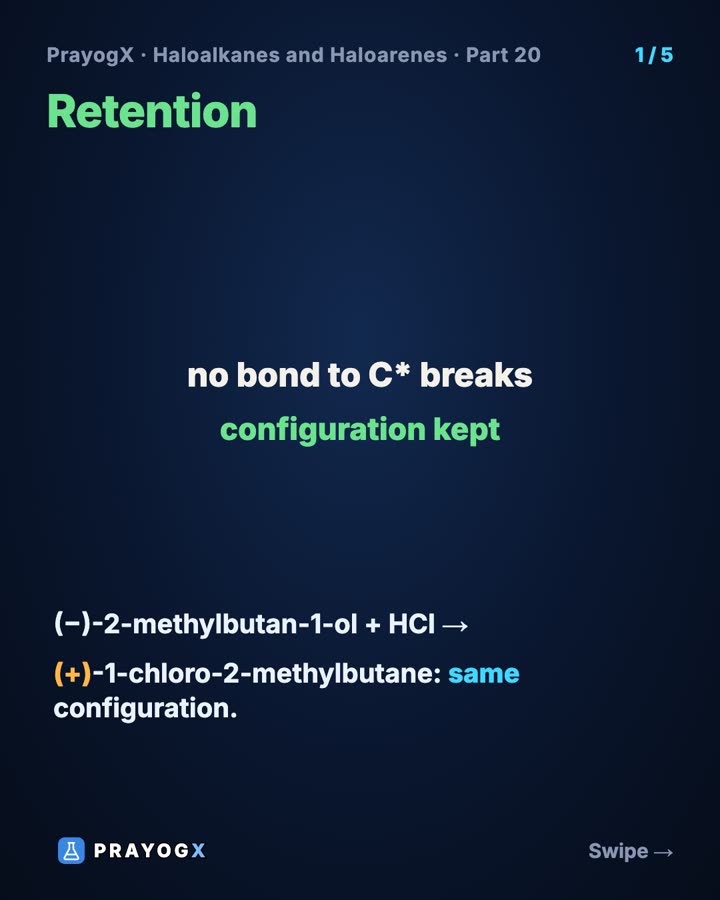 PrayogX · Haloalkanes and Haloarenes · Part 20
1 / 5
Retention
no bond to C* breaks
configuration kept
(−)-2-methylbutan-1-ol + HCl →
(+)-1-chloro-2-methylbutane: same
configuration.
PRAYOGX
Swipe →